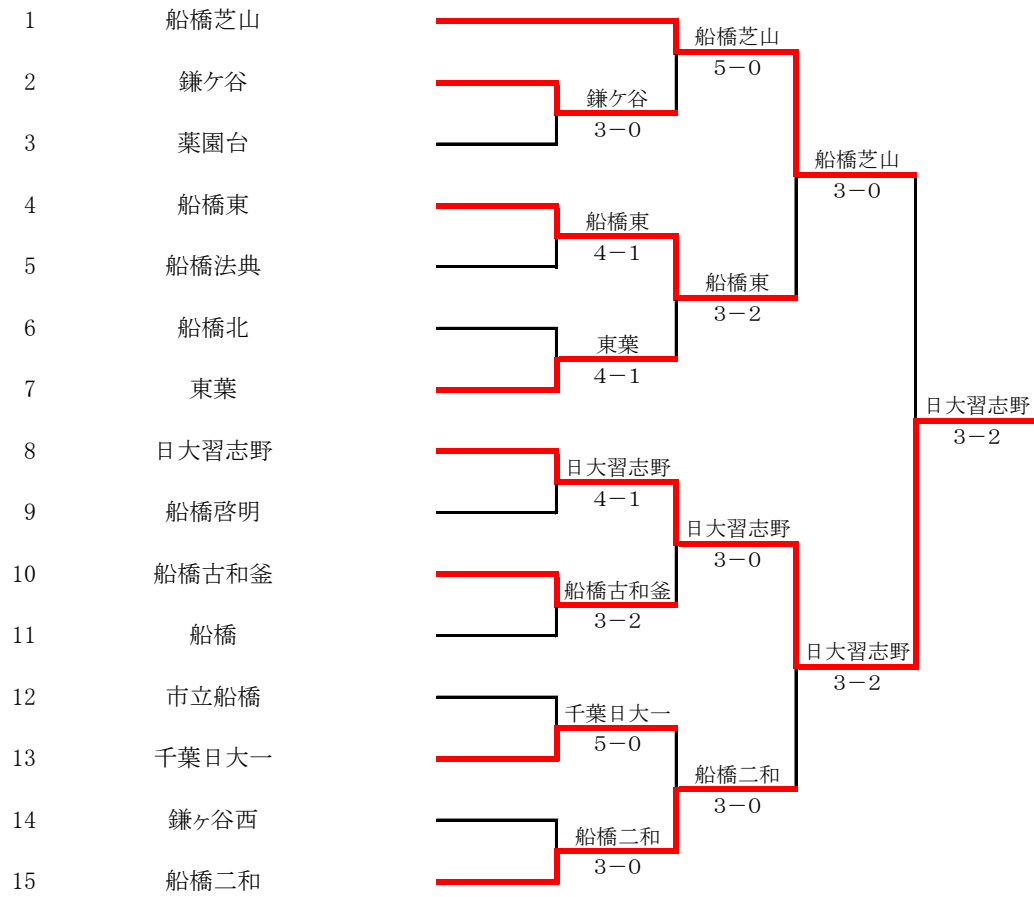 1 船橋芝山
2 鎌ケ谷
3 薬園台
4 船橋東
5 船橋法典
6 船橋北
7 東葉
8 日大習志野
9 船橋啓明
10 船橋古和釜
11 船橋
12 市立船橋
13 千葉日大一
14 鎌ヶ谷西
15 船橋二和
鎌ケ谷
3−0
船橋東
4−1
東葉
4−1
日大習志野
4−1
船橋古和釜
3−2
千葉日大一
5−0
船橋二和
3−0
船橋芝山
5−0
船橋東
3−2
日大習志野
3−0
船橋二和
3−0
船橋芝山
3−0
日大習志野
3−2
日大習志野
3−2